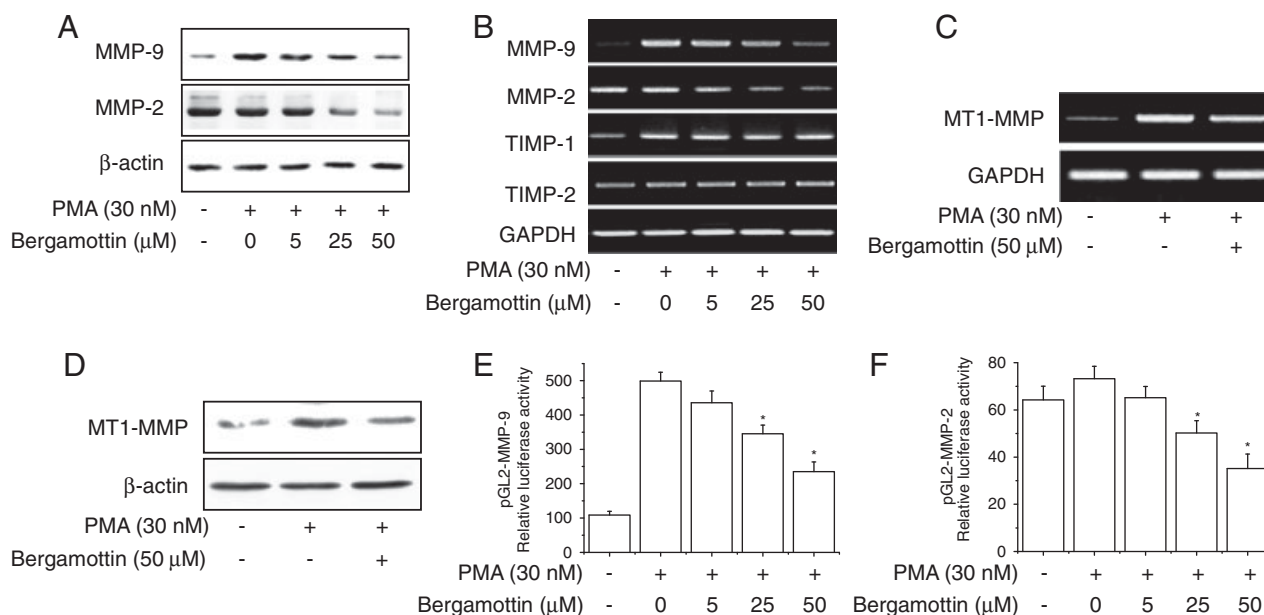 A
MMP-9
MMP-2
β-actin
PMA (30 nM) - + + + +
Bergamottin (μM) - 0 5 25 50
B
MMP-9
MMP-2
TIMP-1
TIMP-2
GAPDH
PMA (30 nM) - + + + +
Bergamottin (μM) - 0 5 25 50
C
MT1-MMP
GAPDH
PMA (30 nM) - + +
Bergamottin (50 μM) - - +
D
MT1-MMP
β-actin
PMA (30 nM) - + +
Bergamottin (50 μM) - - +
E
pGL2-MMP-9
Relative luciferase activity
500
400
300
200
100
0
*
*
PMA (30 nM) - + + + +
Bergamottin (μM) - 0 5 25 50
F
pGL2-MMP-2
Relative luciferase activity
80
60
40
20
0
*
*
PMA (30 nM) - + + + +
Bergamottin (μM) - 0 5 25 50